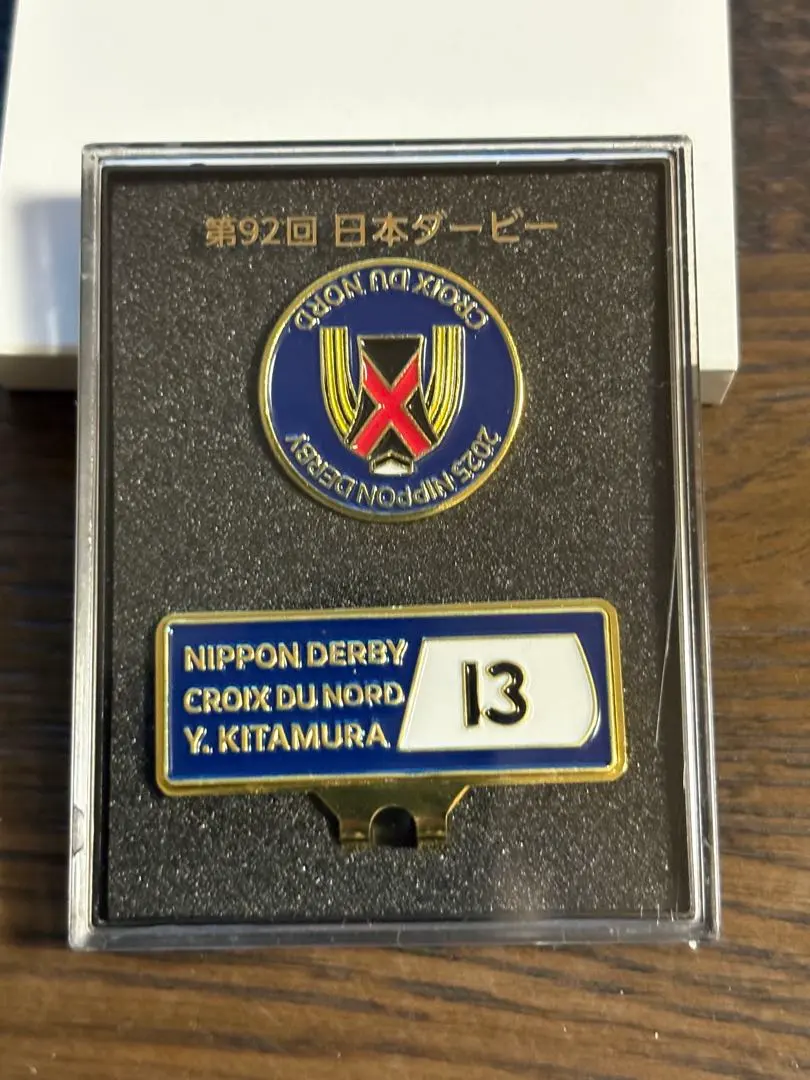 第92回 日本ダービー
CROIX DU NORD
2025 NIPPON DERBY
NIPPON DERBY
CROIX DU NORD
Y. KITAMURA
13